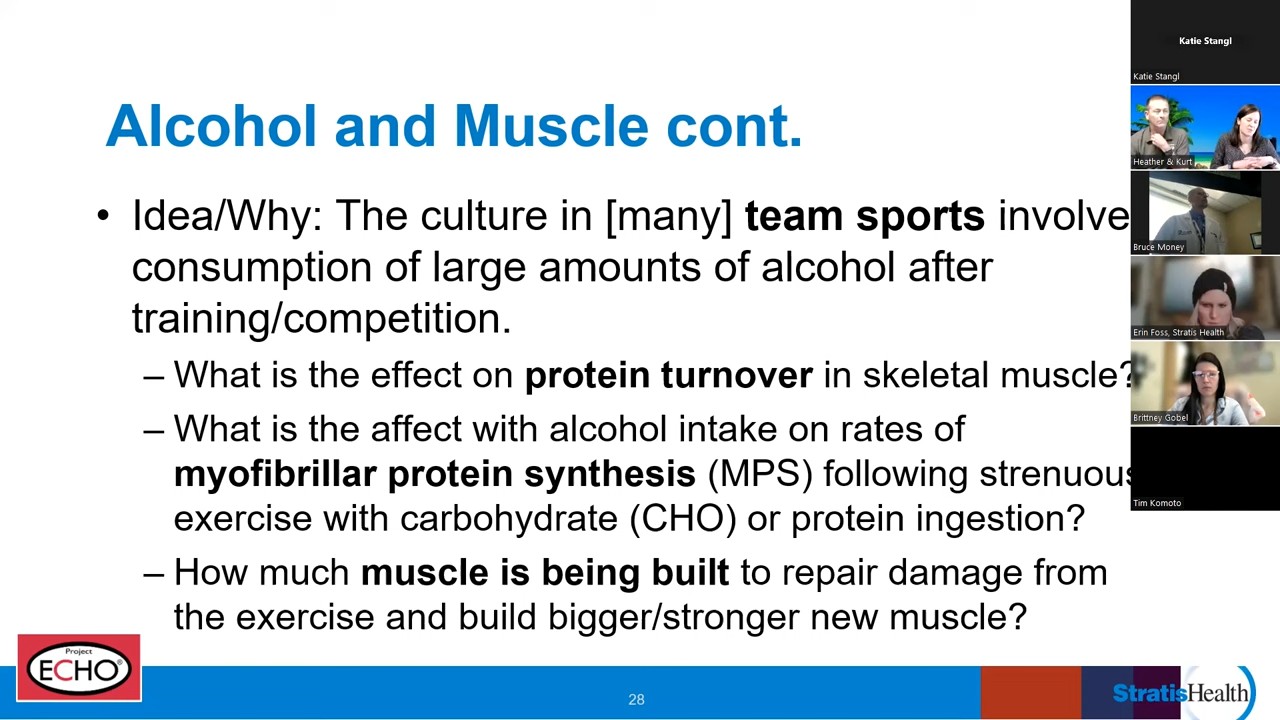 Alcohol and Muscle cont.
• Idea/Why: The culture in [many] team sports involve
consumption of large amounts of alcohol after
training/competition.
– What is the effect on protein turnover in skeletal muscle?
– What is the affect with alcohol intake on rates of
myofibrillar protein synthesis (MPS) following strenuous
exercise with carbohydrate (CHO) or protein ingestion?
– How much muscle is being built to repair damage from
the exercise and build bigger/stronger new muscle?
Project
ECHO®
28
StratisHealth
Katie Stangl
Katie Stangl
Heather & Kurt
Bruce Money
Erin Foss, Stratis Health
Brittney Gobel
Tim Komoto